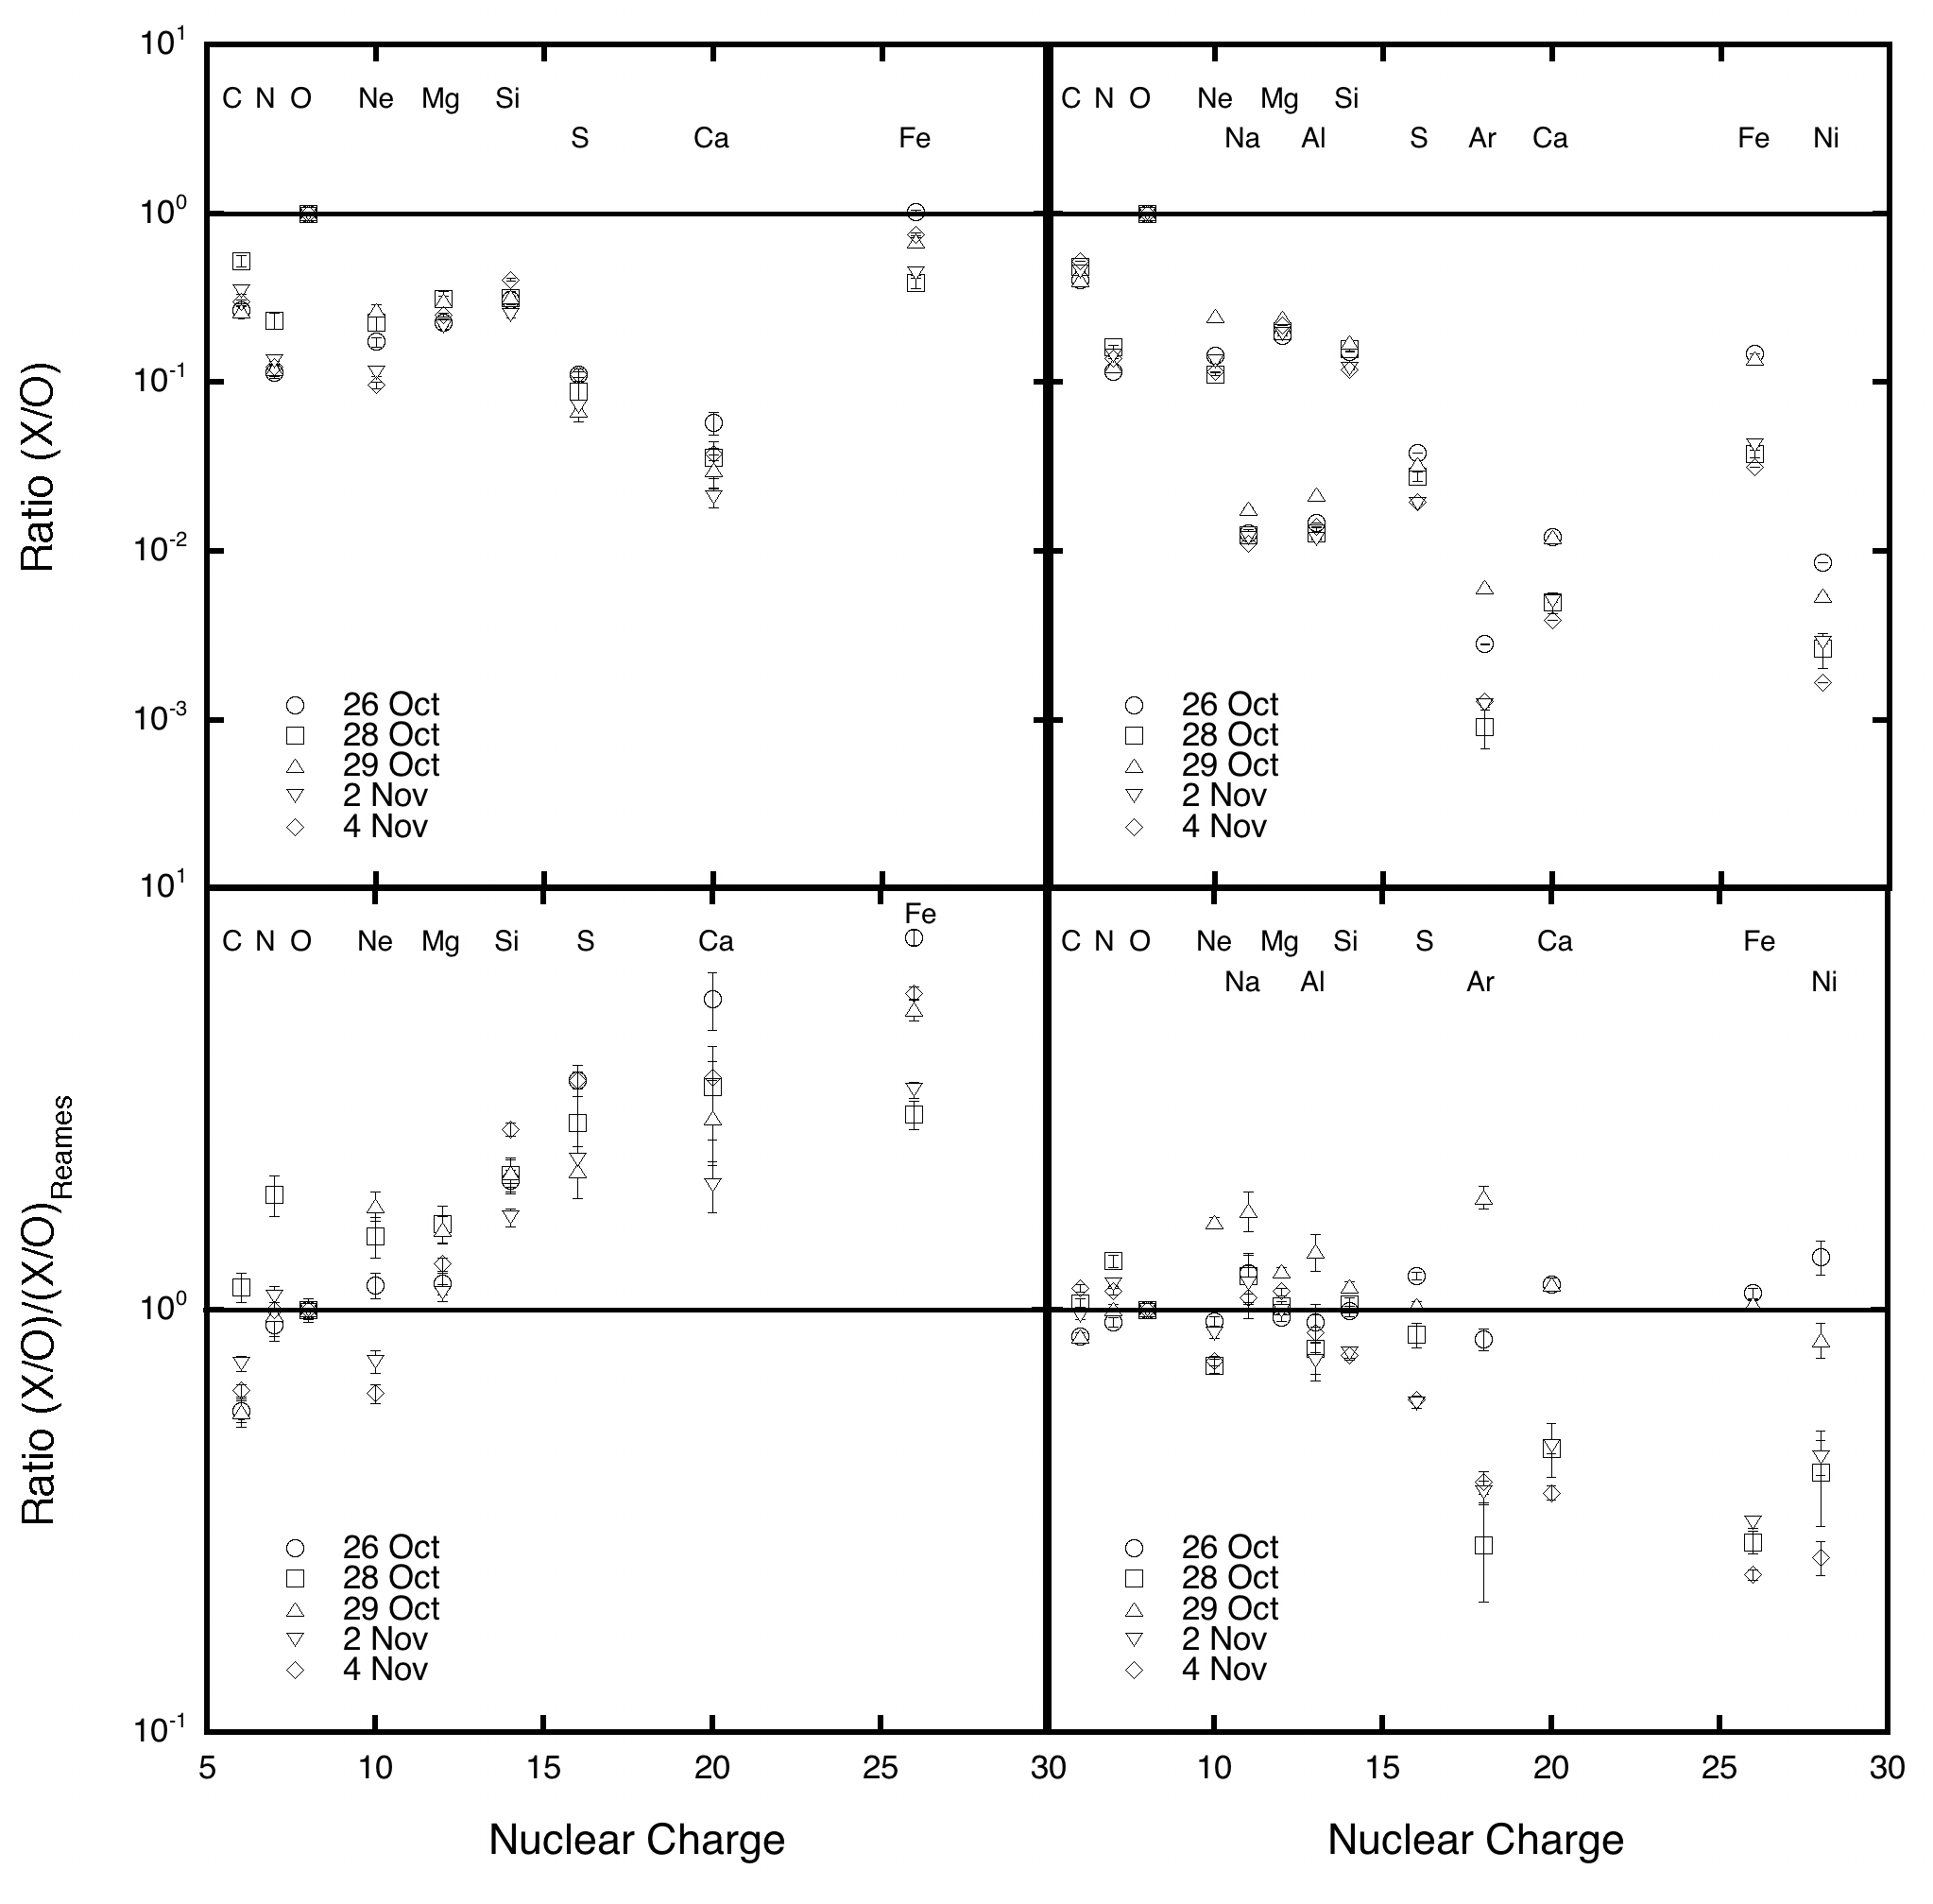 10^1
C N O Ne Mg Si
S Ca Fe
C N O Ne Mg Si
Na Al S Ar Ca Fe Ni
10^0
10^-1
10^-2
10^-3
Ratio (X/O)
26 Oct
28 Oct
29 Oct
2 Nov
4 Nov
26 Oct
28 Oct
29 Oct
2 Nov
4 Nov
10^1
Fe
C N O Ne Mg Si S Ca
C N O Ne Mg Si S Ca Fe
Na Al Ar Ni
10^0
10^-1
Ratio (X/O)/(X/O)_Reames
26 Oct
28 Oct
29 Oct
2 Nov
4 Nov
26 Oct
28 Oct
29 Oct
2 Nov
4 Nov
5 10 15 20 25 30 10 15 20 25 30
Nuclear Charge
Nuclear Charge